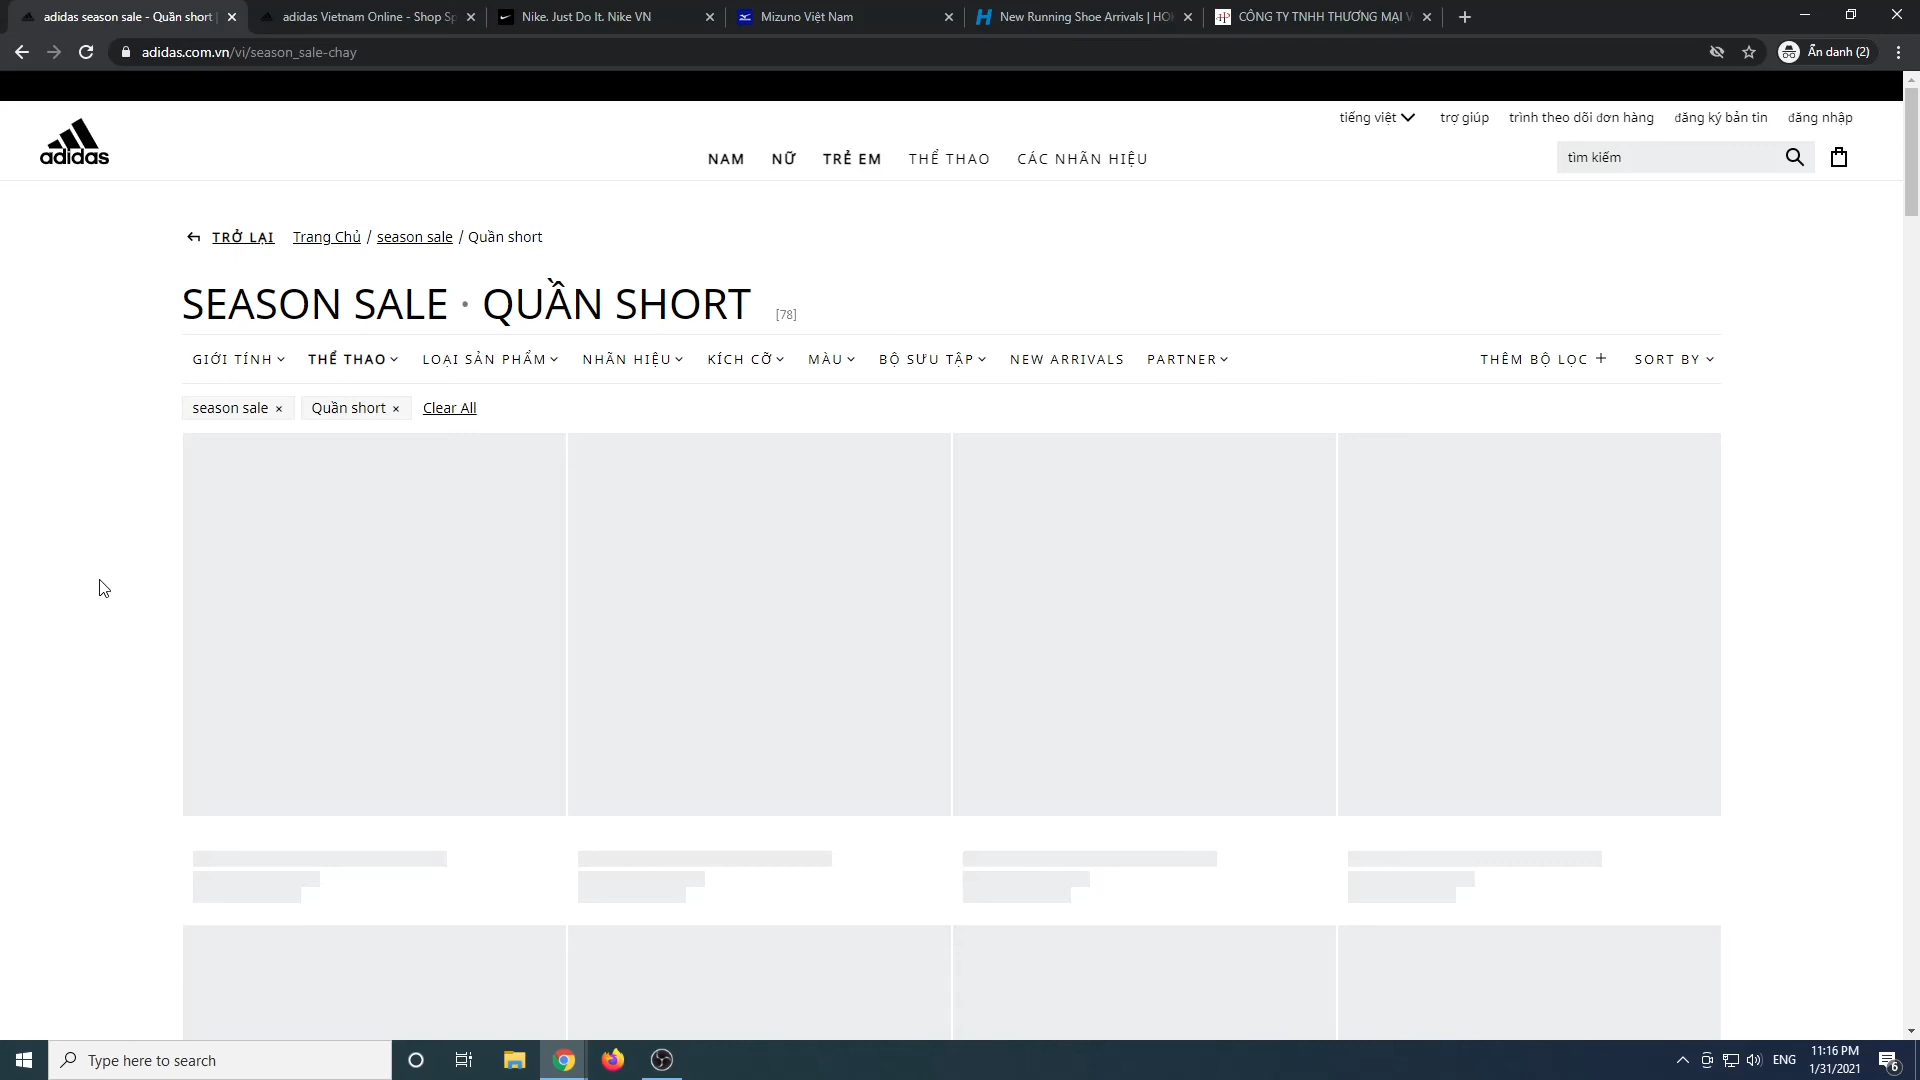 adidas season sale - Quần short |
adidas Vietnam Online - Shop Sp
Nike. Just Do It. Nike VN
Mizuno Việt Nam
New Running Shoe Arrivals | HO
CÔNG TY TNHH THƯƠNG MẠI V
adidas.com.vn/vi/season_sale-chay
Ẩn danh (2)
tiếng việt
trợ giúp
trình theo dõi đơn hàng
đăng ký bản tin
đăng nhập
adidas
NAM NỮ TRẺ EM THỂ THAO CÁC NHÃN HIỆU
tìm kiếm
TRỞ LẠI Trang Chủ / season sale / Quần short
SEASON SALE · QUẦN SHORT [78]
GIỚI TÍNH THỂ THAO LOẠI SẢN PHẨM NHÃN HIỆU KÍCH CỠ MÀU BỘ SƯU TẬP NEW ARRIVALS PARTNER THÊM BỘ LỌC + SORT BY
season sale × Quần short × Clear All
Type here to search
ENG
11:16 PM
1/31/2021
6